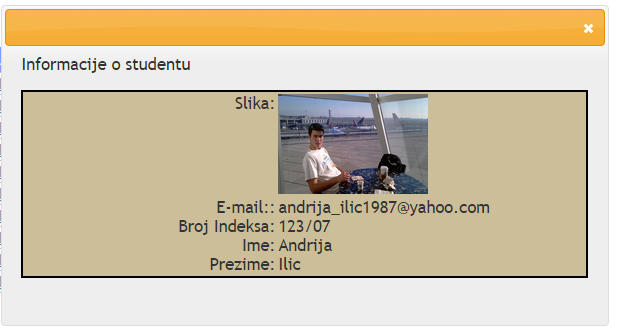 Informacije o studentu
Slika:
E-mail:: andrija_ilic1987@yahoo.com
Broj Indeksa: 123/07
Ime: Andrija
Prezime: Ilic